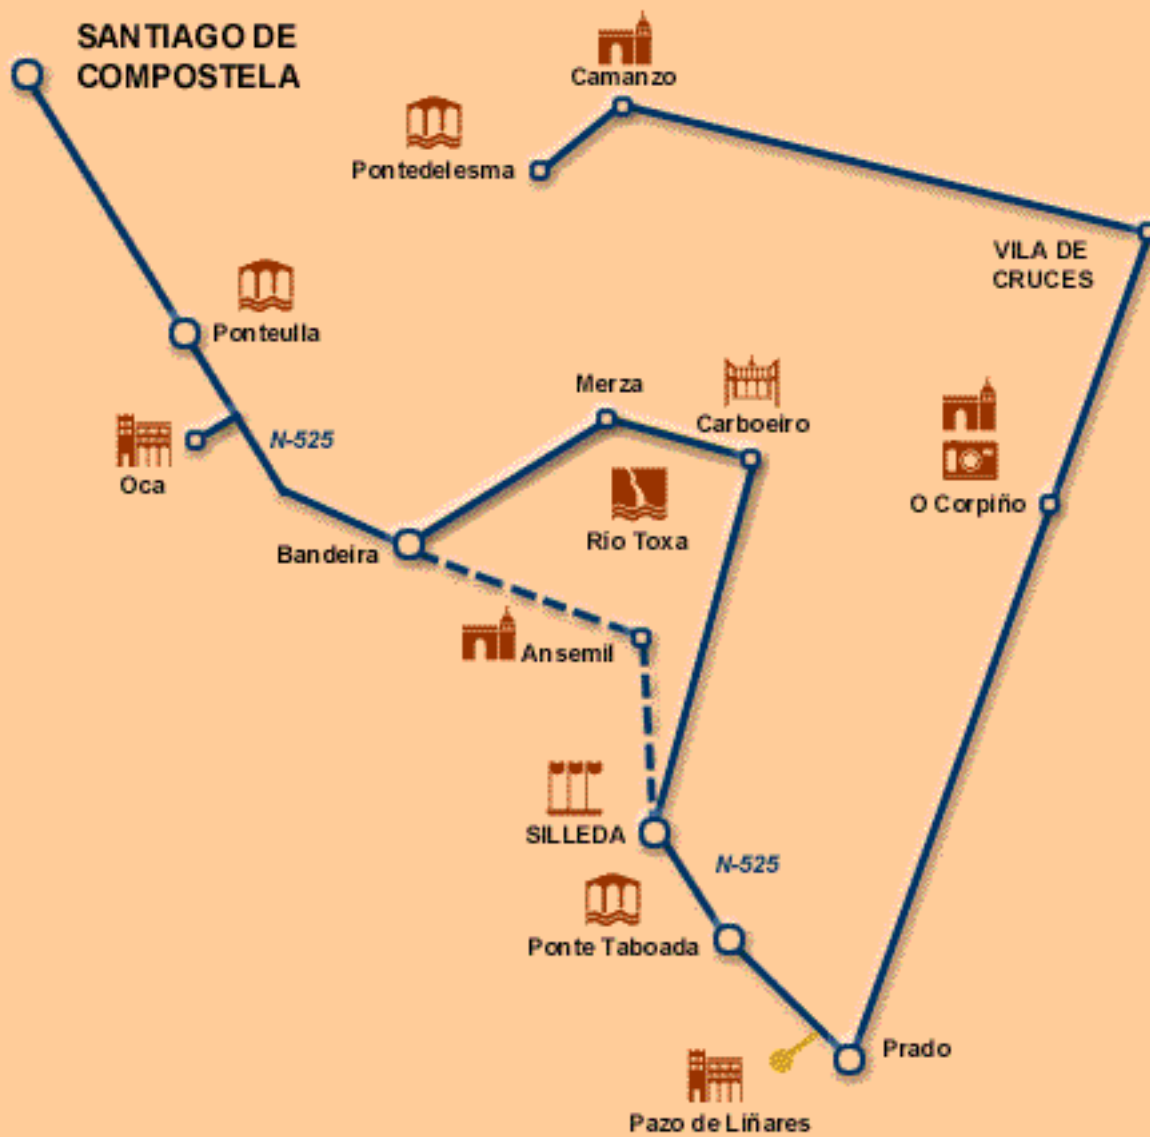 SANTIAGO DE
COMPOSTELA
Camanzo
Pontedelesma
VILA DE
CRUCES
Ponteulla
Merza
Carboeiro
N-525
Oca
O Corpiño
Río Toxa
Bandeira
Ansemil
SILLEDA
N-525
Ponte Taboada
Prado
Pazo de Liñares